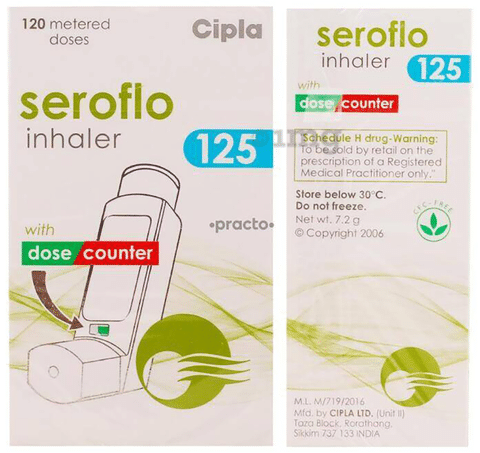 120 metered
doses
Cipla
seroflo
inhaler
125
•practo•
with
dose counter
seroflo
inhaler
125
with
dose counter
Schedule H drug-Warning:
"To be sold by retail on the
prescription of a Registered
Medical Practitioner only."
Store below 30°C.
Do not freeze.
Net wt. 7.2 g
© Copyright 2006
CFC-FREE
M.L. M/719/2016
Mfd. by CIPLA LTD. (Unit II)
Taza Block, Rorathang,
Sikkim 737 133 INDIA